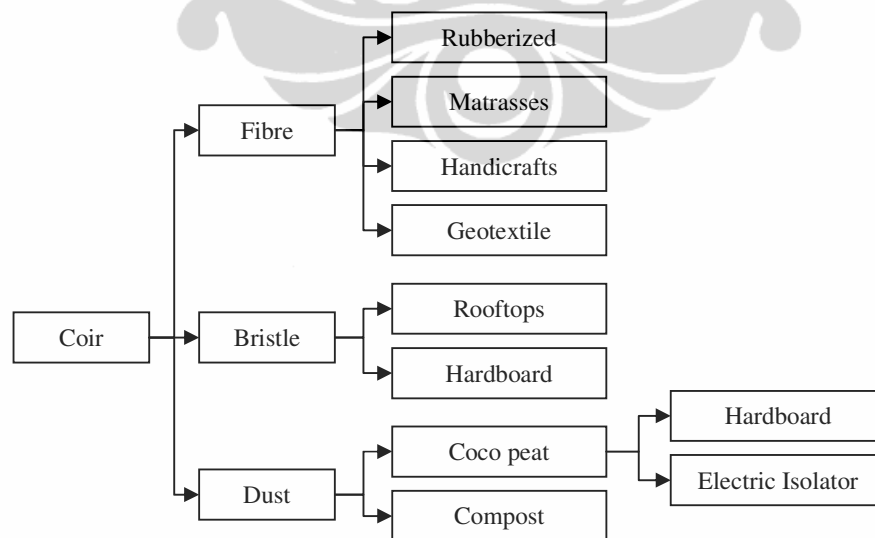 Rubberized
Matrasses
Fibre
Handicrafts
Geotextile
Rooftops
Coir
Bristle
Hardboard
Hardboard
Coco peat
Electric Isolator
Dust
Compost